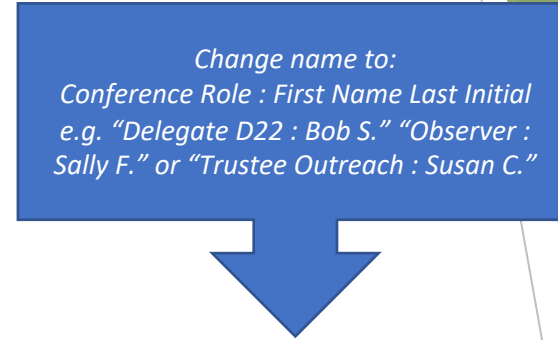 Change name to:
Conference Role : First Name Last Initial
e.g. “Delegate D22 : Bob S.” “Observer :
Sally F.” or “Trustee Outreach : Susan C.”